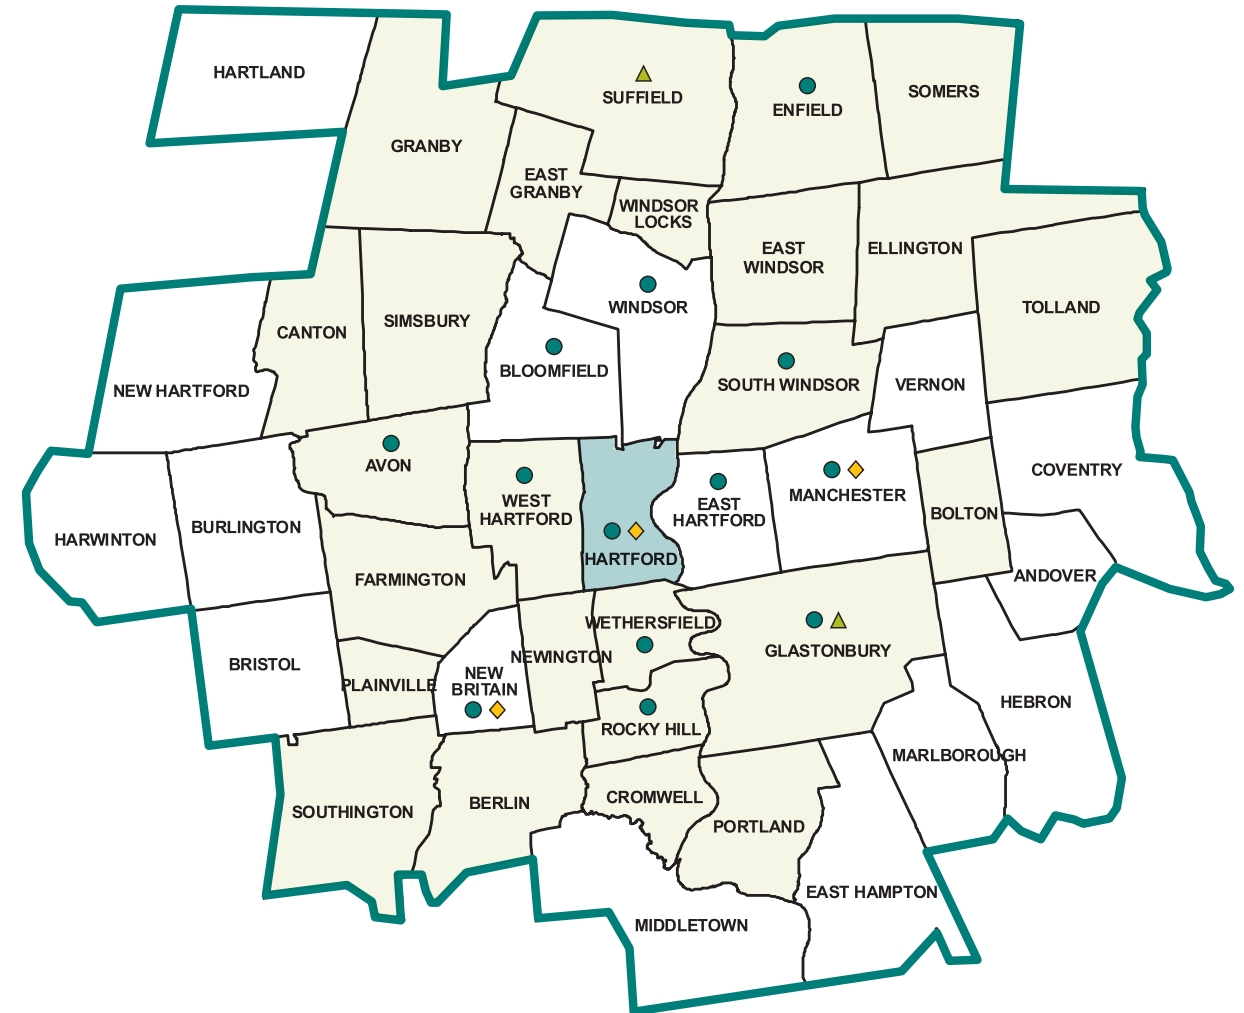 HARTLAND
SUFFIELD
ENFIELD
SOMERS
GRANBY
EAST
GRANBY
WINDSOR
LOCKS
EAST
WINDSOR
ELLINGTON
TOLLAND
CANTON
SIMSBURY
WINDSOR
BLOOMFIELD
SOUTH WINDSOR
VERNON
NEW HARTFORD
AVON
WEST
HARTFORD
EAST
HARTFORD
MANCHESTER
COVENTRY
BOLTON
HARWINTON
BURLINGTON
HARTFORD
FARMINGTON
ANDOVER
WETHERSFIELD
GLASTONBURY
BRISTOL
PLAINVILLE
NEW
BRITAIN
NEWINGTON
ROCKY HILL
HEBRON
MARLBOROUGH
SOUTHINGTON
BERLIN
CROMWELL
PORTLAND
EAST HAMPTON
MIDDLETOWN